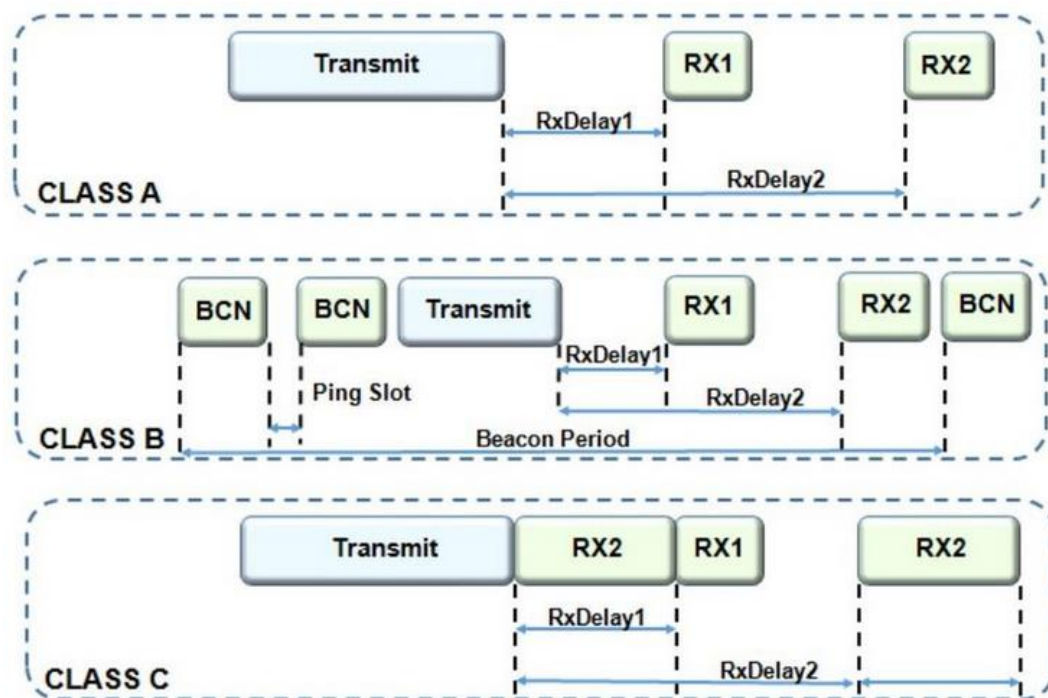 Transmit RX1 RX2
RxDelay1
RxDelay2
CLASS A
BCN BCN Transmit RX1 RX2 BCN
RxDelay1
Ping Slot RxDelay2
CLASS B Beacon Period
Transmit RX2 RX1 RX2
RxDelay1
CLASS C RxDelay2